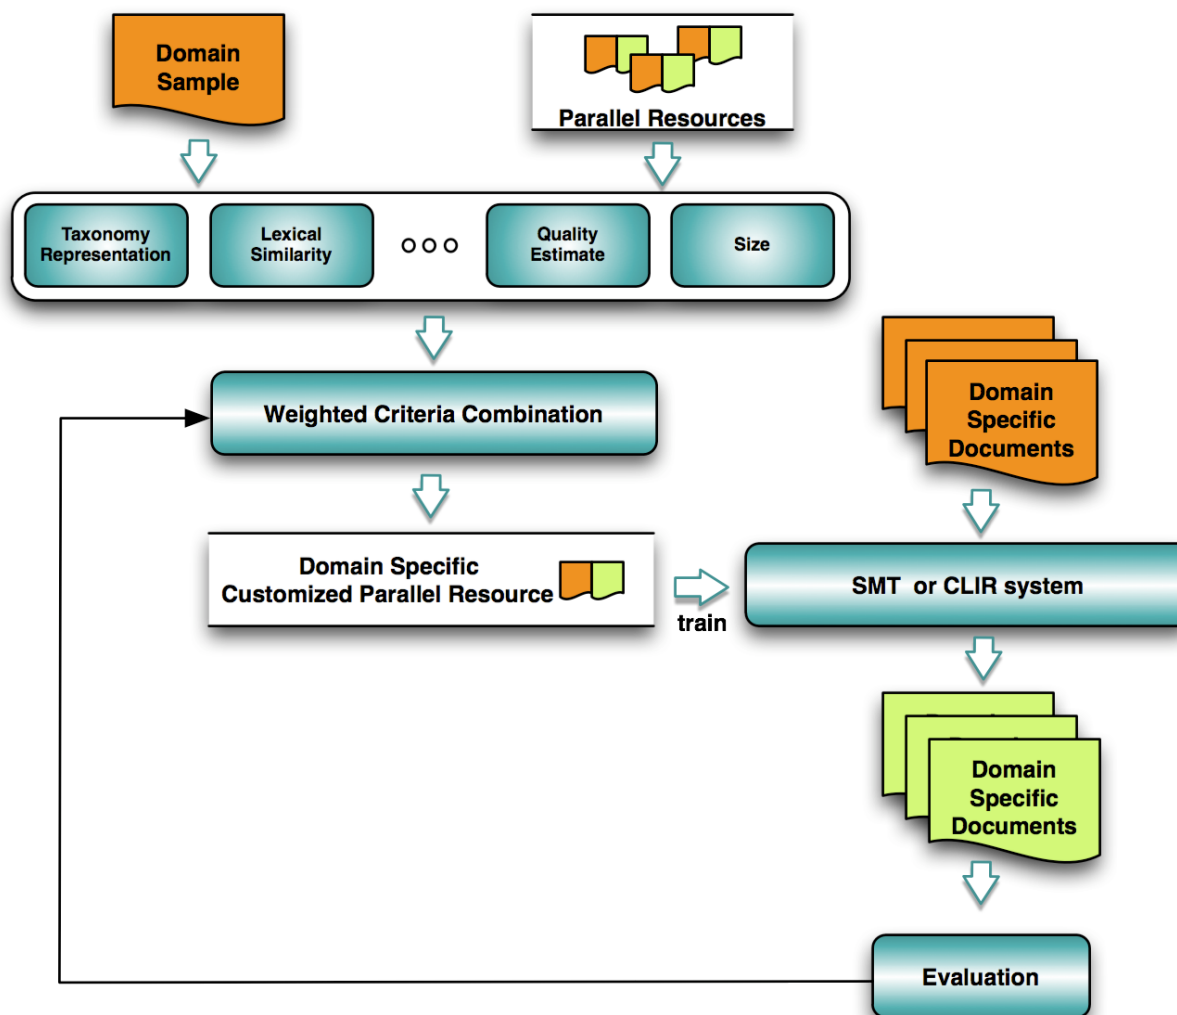 Domain
Sample
Parallel Resources
Taxonomy
Representation
Lexical
Similarity
Quality
Estimate
Size
Weighted Criteria Combination
Domain
Specific
Documents
Domain Specific
Customized Parallel Resource
train
SMT or CLIR system
Domain
Specific
Documents
Evaluation